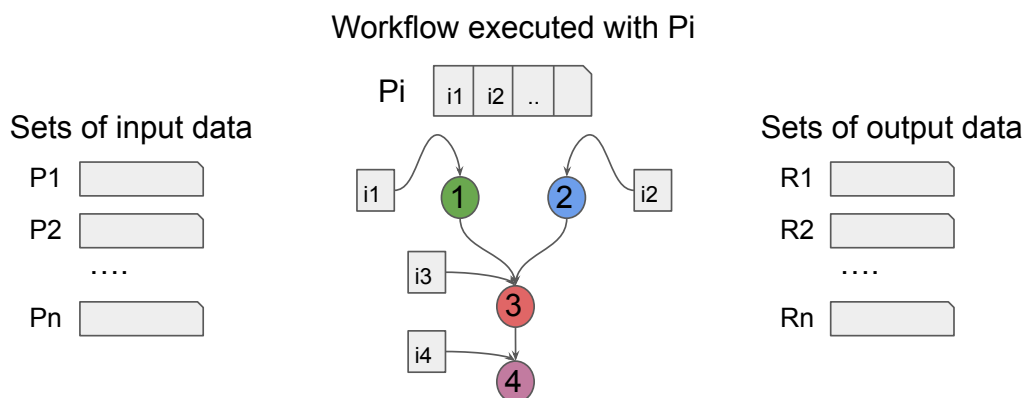 Workflow executed with Pi
Pi i1 i2 ..
Sets of input data
P1
P2
....
Pn
i1 1 2 i2
i3
3
i4
4
Sets of output data
R1
R2
....
Rn